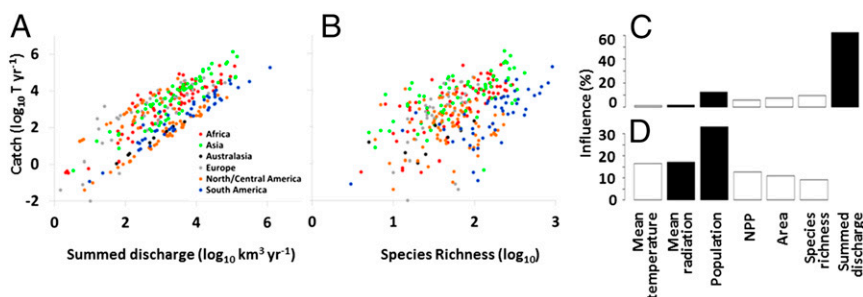 A
B
C
D
Catch (log₁₀ T yr⁻¹)
6
4
2
0
-2
0
2
4
6
8
Summed discharge (log₁₀ km³ yr⁻¹)
Africa
Asia
Australasia
Europe
North/Central America
South America
0
1
2
3
Species Richness (log₁₀)
Influence (%)
60
40
20
0
30
20
10
0
Mean temperature
Mean radiation
Population
NPP
Area
Species richness
Summed discharge